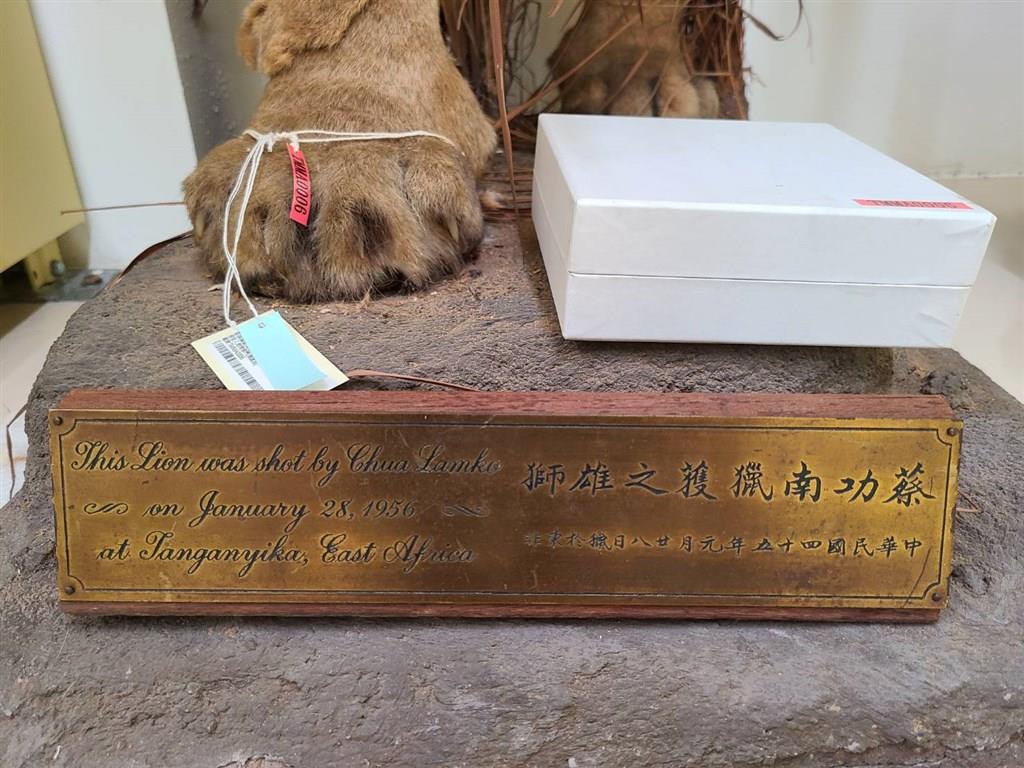 This Lion was shot by Chua Lamko
on January 28, 1956
at Tanganyika, East Africa
蔡功南獵獲之雄獅
中華民國四十五年元月廿八日獵於東非
TMMA0006
TMMA0006